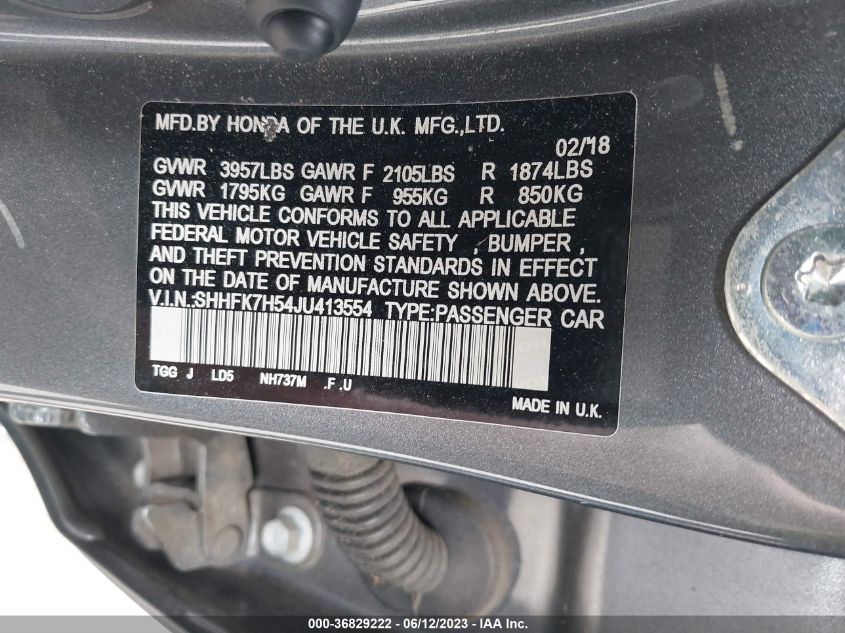 MFD.BY HONDA OF THE U.K. MFG.,LTD.
02/18
GVWR 3957LBS GAWR F 2105LBS R 1874LBS
GVWR 1795KG GAWR F 955KG R 850KG
THIS VEHICLE CONFORMS TO ALL APPLICABLE
FEDERAL MOTOR VEHICLE SAFETY , BUMPER ,
AND THEFT PREVENTION STANDARDS IN EFFECT
ON THE DATE OF MANUFACTURE SHOWN ABOVE.
V.I.N.:SHHFK7H54JU413554 TYPE:PASSENGER CAR
TGG J LD5 NH737M .F .U
MADE IN U.K.
000-36829222 - 06/12/2023 - IAA Inc.